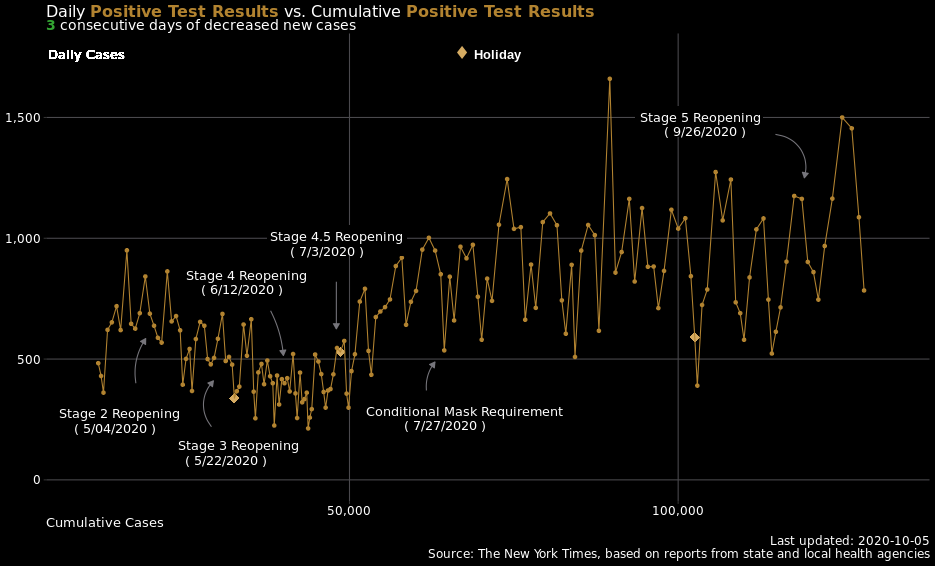 Daily Positive Test Results vs. Cumulative Positive Test Results
3 consecutive days of decreased new cases
Daily Cases
Holiday
1,500
Stage 5 Reopening
( 9/26/2020 )
1,000
Stage 4.5 Reopening
( 7/3/2020 )
Stage 4 Reopening
( 6/12/2020 )
500
Stage 2 Reopening
( 5/04/2020 )
Conditional Mask Requirement
( 7/27/2020 )
Stage 3 Reopening
( 5/22/2020 )
0
50,000
100,000
Cumulative Cases
Last updated: 2020-10-05
Source: The New York Times, based on reports from state and local health agencies